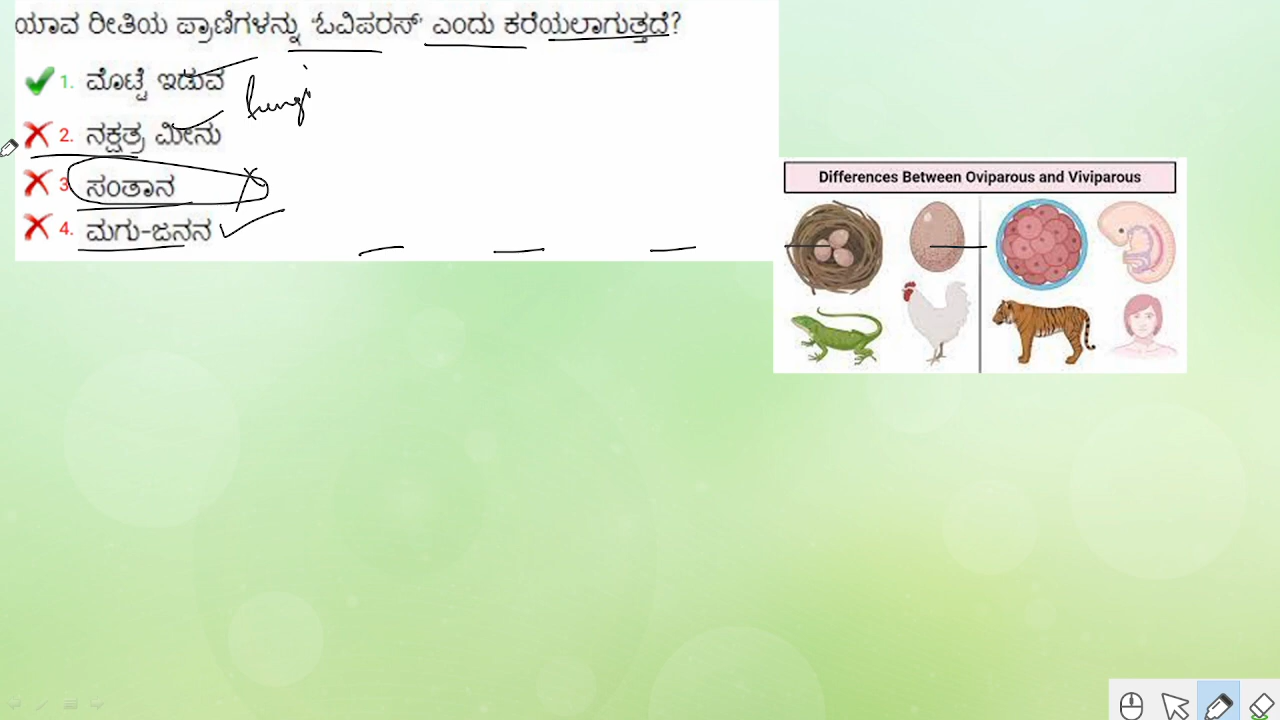 ಯಾವ ರೀತಿಯ ಪ್ರಾಣಿಗಳನ್ನು 'ಓವಿಪರಸ್' ಎಂದು ಕರೆಯಲಾಗುತ್ತದೆ?
1. ಮೊಟ್ಟೆ ಇಡುವ
fungi
2. ನಕ್ಷತ್ರ ಮೀನು
3. ಸಂತಾನ
4. ಮಗು-ಜನನ
Differences Between Oviparous and Viviparous